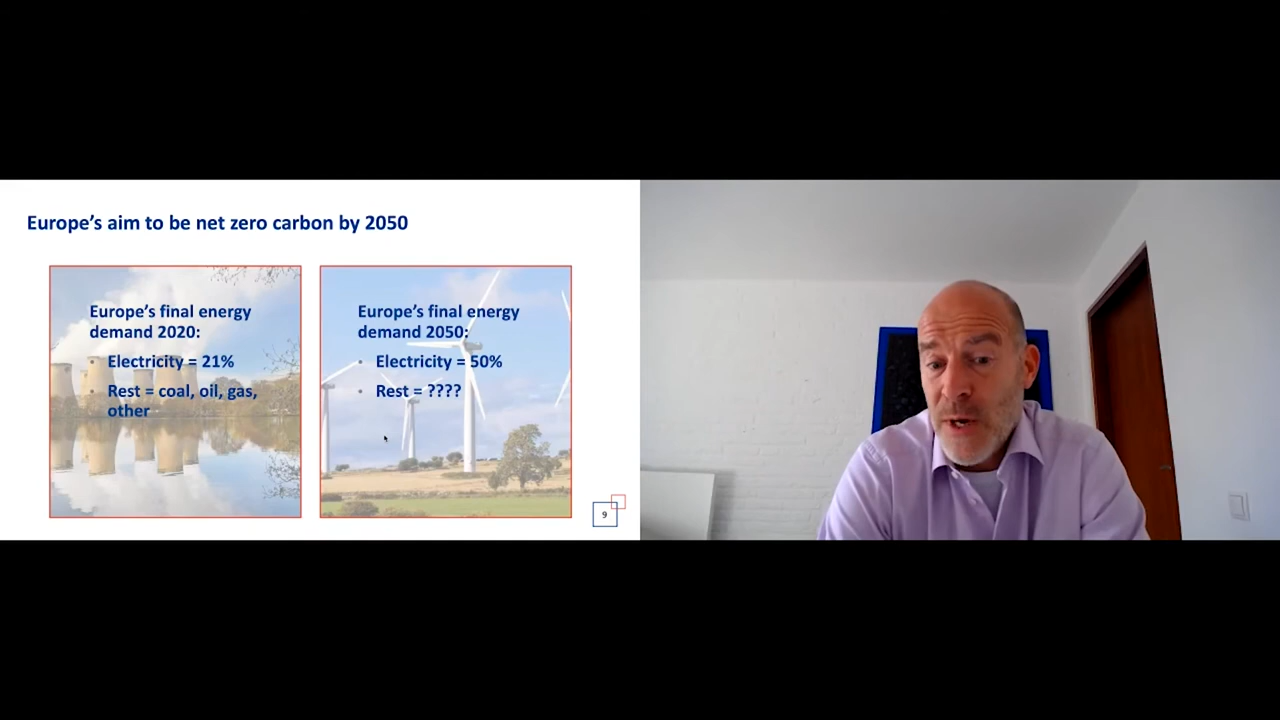 Europe's aim to be net zero carbon by 2050
Europe's final energy
demand 2020:
• Electricity = 21%
• Rest = coal, oil, gas,
other
Europe's final energy
demand 2050:
• Electricity = 50%
• Rest = ????
9